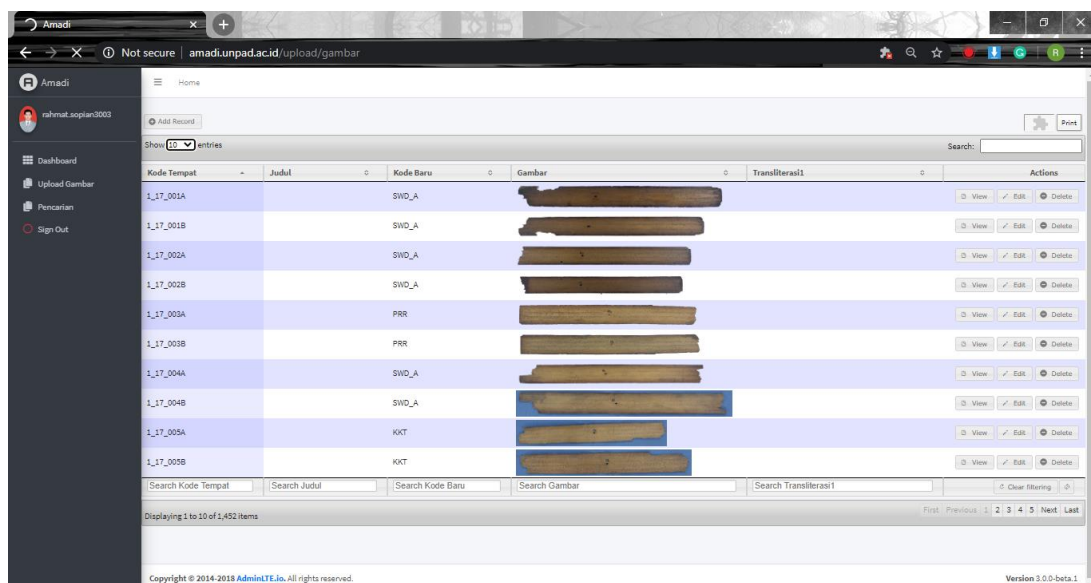 Amadi
Not secure | amadi.unpad.ac.id/upload/gambar
R
Amadi
Home
rahmat.sopian3003
Dashboard
Upload Gambar
Pencarian
Sign Out
Add Record
Print
Show 10 entries
Search:
Kode Tempat Judul Kode Baru Gambar Transliterasi1 Actions
1_17_001A SWD_A View Edit Delete
1_17_001B SWD_A View Edit Delete
1_17_002A SWD_A View Edit Delete
1_17_002B SWD_A View Edit Delete
1_17_003A PRR View Edit Delete
1_17_003B PRR View Edit Delete
1_17_004A SWD_A View Edit Delete
1_17_004B SWD_A View Edit Delete
1_17_005A KKT View Edit Delete
1_17_005B KKT View Edit Delete
Search Kode Tempat Search Judul Search Kode Baru Search Gambar Search Transliterasi1 Clear filtering
Displaying 1 to 10 of 1,452 items
First Previous 1 2 3 4 5 Next Last
Copyright © 2014-2018 AdminLTE.io. All rights reserved.
Version 3.0.0-beta.1